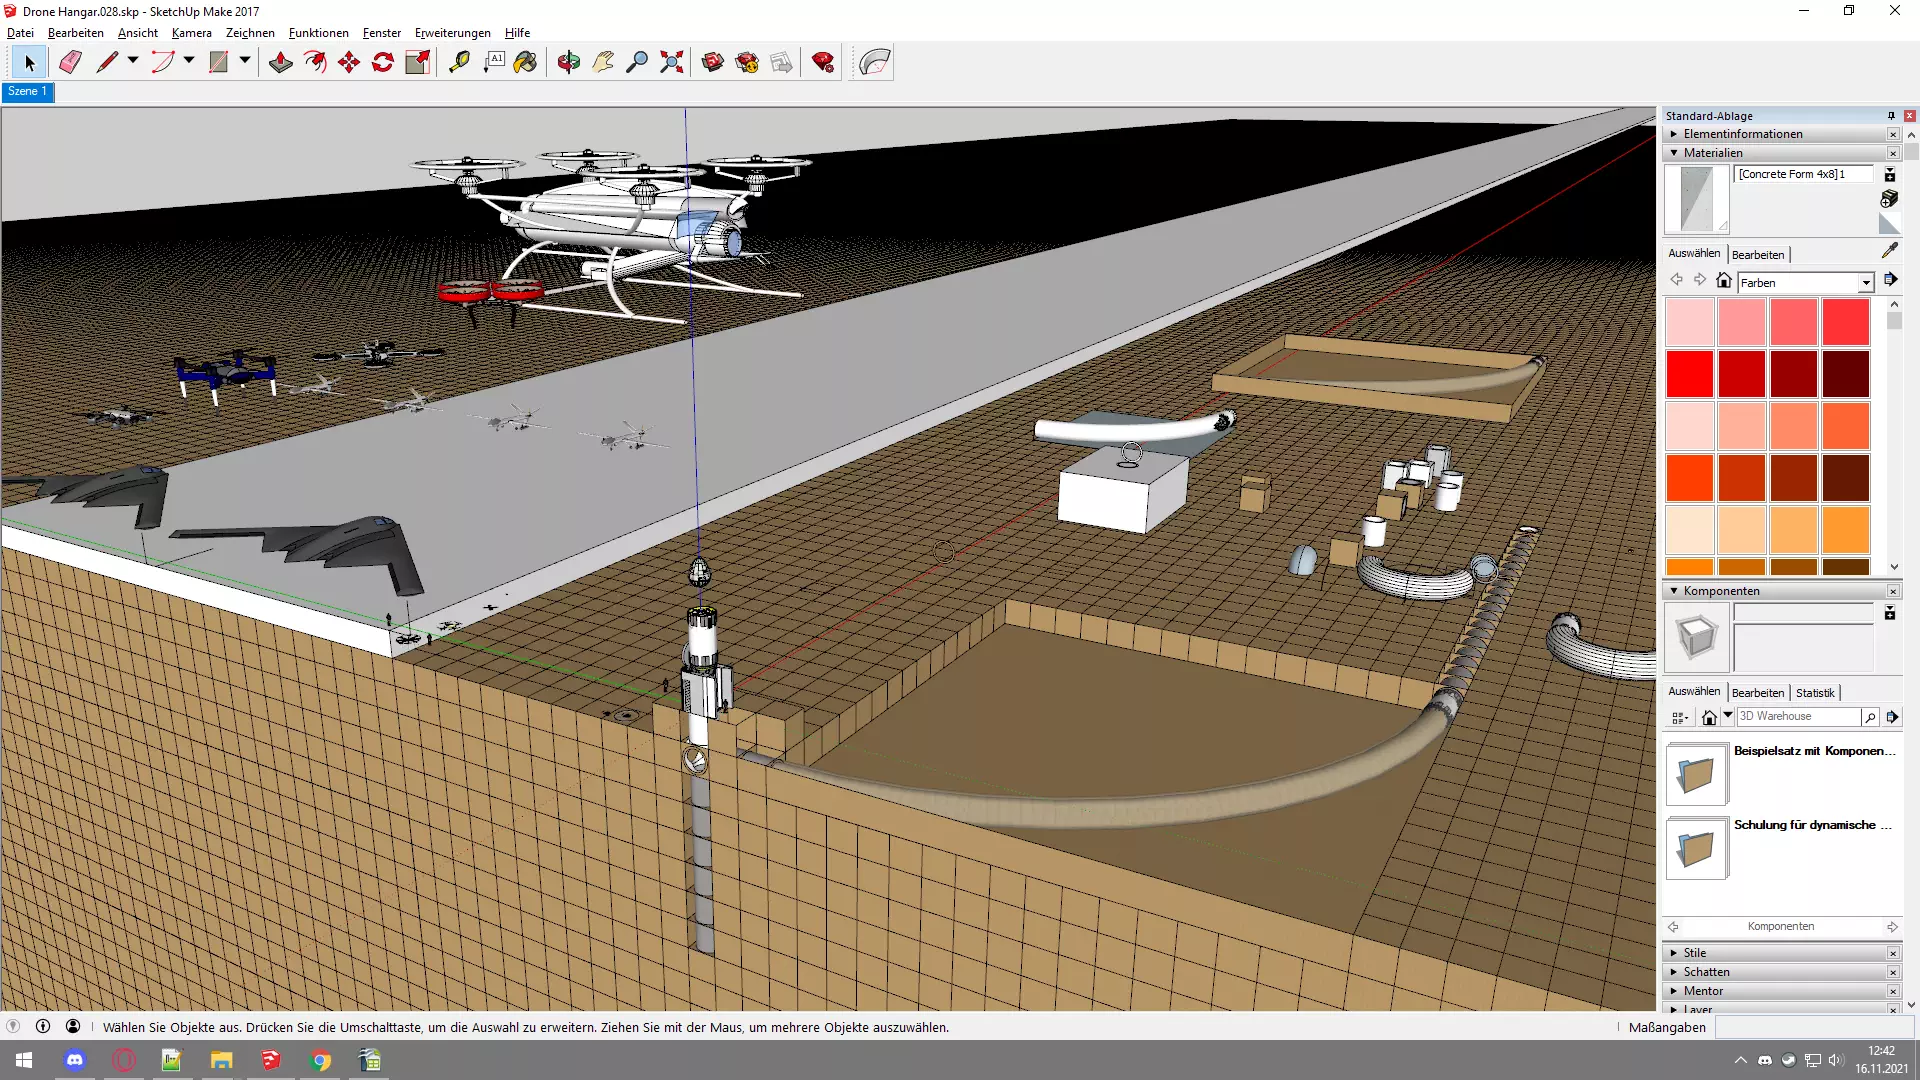 Drone Hangar.028.skp - SketchUp Make 2017
Datei Bearbeiten Ansicht Kamera Zeichnen Funktionen Fenster Erweiterungen Hilfe
A1
Szene 1
Standard-Ablage
Elementinformationen
Materialien
[Concrete Form 4x8]1
Auswählen Bearbeiten
Farben
Komponenten
Auswählen Bearbeiten Statistik
3D Warehouse
Beispielsatz mit Komponen...
Schulung für dynamische ...
Komponenten
Stile
Schatten
Mentor
Layer
Wählen Sie Objekte aus. Drücken Sie die Umschalttaste, um die Auswahl zu erweitern. Ziehen Sie mit der Maus, um mehrere Objekte auszuwählen.
Maßangaben
12:42
16.11.2021